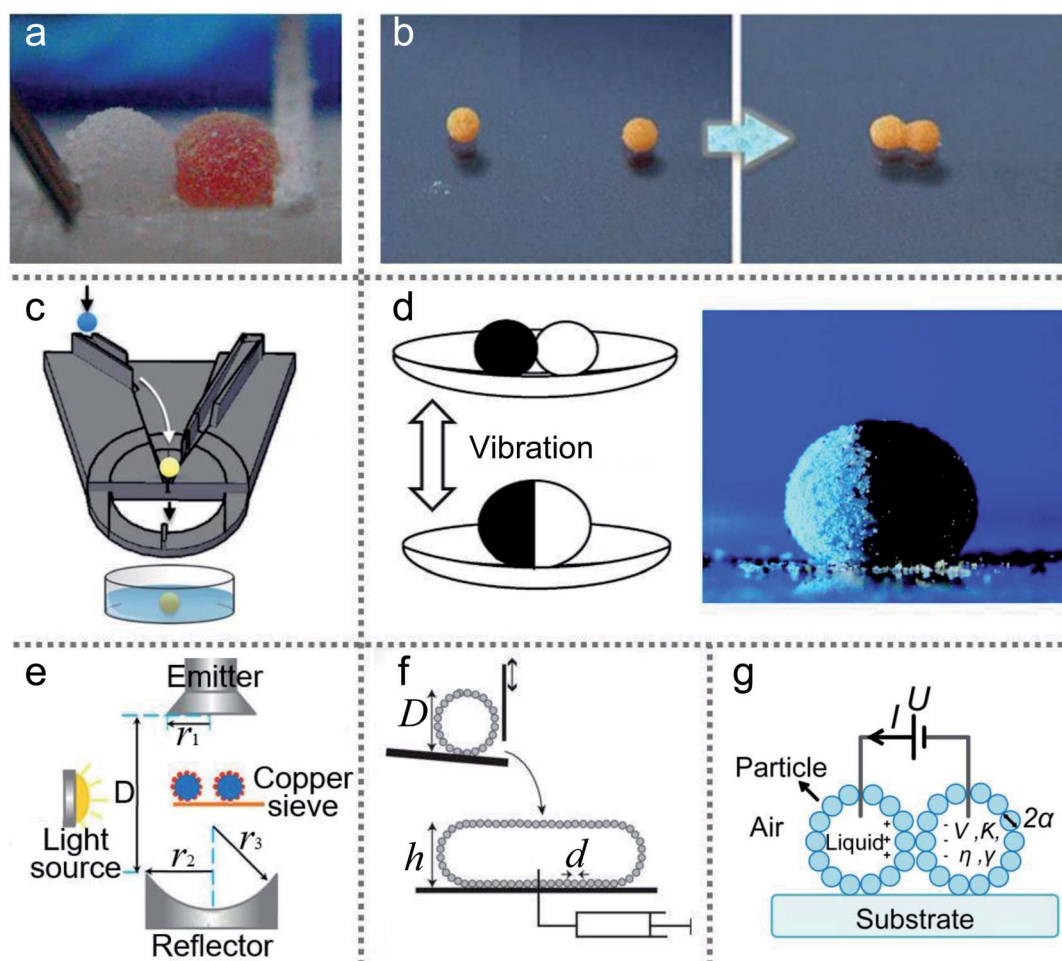 a
b
c
d
Vibration
e
Emitter
r1
D
Copper
sieve
Light
source
r2
r3
Reflector
f
D
h
d
g
U
I
Particle
Air
Liquid
+
+
+
-
-
-
V, K,
η, γ
2α
Substrate